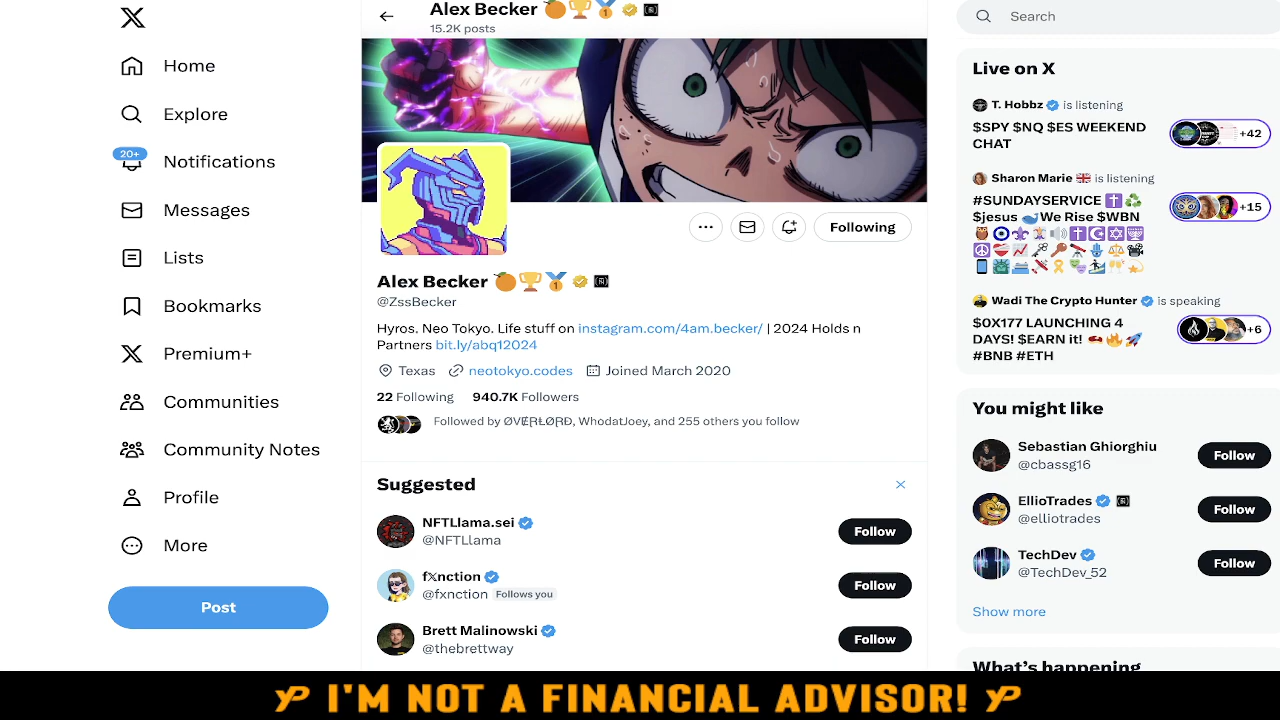 Alex Becker 🍊🏆🥇
15.2K posts
Home
Explore
20+
Notifications
Messages
Lists
Bookmarks
Premium+
Communities
Community Notes
Profile
More
Post
Following
Alex Becker 🍊🏆🥇
@ZssBecker
Hyros. Neo Tokyo. Life stuff on instagram.com/4am.becker/ | 2024 Holds n
Partners bit.ly/abq12024
Texas neotokyo.codes Joined March 2020
22 Following 940.7K Followers
Followed by ØVɆⱤⱠØⱤĐ, WhodatJoey, and 255 others you follow
Suggested
NFTLlama.sei
@NFTLlama
Follow
f𝕏nction
@fxnction Follows you
Follow
Brett Malinowski
@thebrettway
Follow
Search
Live on X
T. Hobbz is listening
$SPY $NQ $ES WEEKEND
CHAT
+42
Sharon Marie 🇬🇧 is listening
#SUNDAYSERVICE ✝️♻️
$jesus 🐋We Rise $WBN
+15
Wadi The Crypto Hunter is speaking
$0X177 LAUNCHING 4
DAYS! $EARN it! 🔥🚀
#BNB #ETH
+6
You might like
Sebastian Ghiorghiu
@cbassg16
Follow
EllioTrades
@elliotrades
Follow
TechDev
@TechDev_52
Follow
Show more
What's happening
I'M NOT A FINANCIAL ADVISOR!